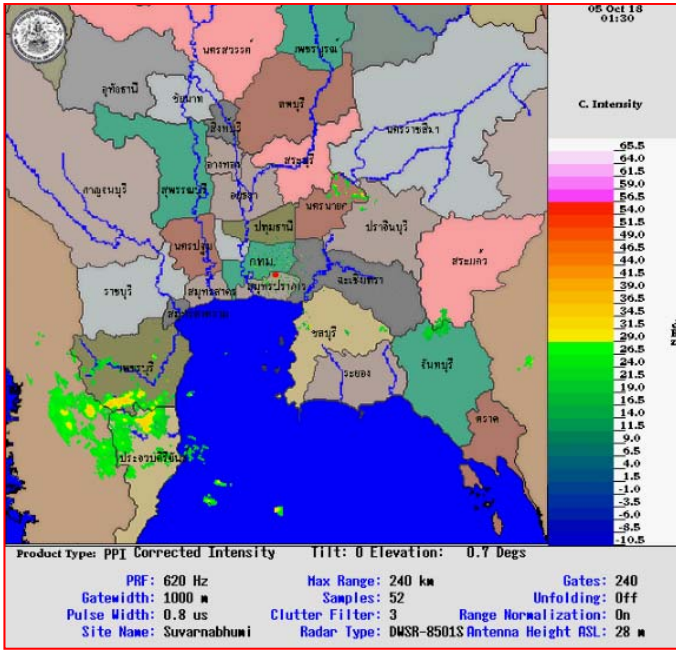 05 Oct 18
01:30
C. Intensity
65.5
64.0
61.5
59.0
56.5
54.0
51.5
49.0
46.5
44.0
41.5
39.0
36.5
34.0
31.5
29.0
26.5
24.0
21.5
19.0
16.5
14.0
11.5
9.0
6.5
4.0
1.5
-1.0
-3.5
-6.0
-8.5
-10.5
นครสวรรค์
เพชรบูรณ์
อุทัยธานี
ชัยนาท
ลพบุรี
สิงห์บุรี
นครราชสีมา
อ่างทอง
สระบุรี
กาญจนบุรี
สุพรรณบุรี
อยุธยา
นครนายก
ปทุมธานี
ปราจีนบุรี
นครปฐม
กทม.
สระแก้ว
ราชบุรี
สมุทรสาคร
สมุทรปราการ
ฉะเชิงเทรา
สมุทรสงคราม
ชลบุรี
เพชรบุรี
ระยอง
จันทบุรี
ตราด
ประจวบคีรีขันธ์
Product Type: PPI Corrected Intensity Tilt: 0 Elevation: 0.7 Degs
PRF: 620 Hz Max Range: 240 km Gates: 240
Gatewidth: 1000 m Samples: 52 Unfolding: Off
Pulse Width: 0.8 us Clutter Filter: 3 Range Normalization: On
Site Name: Suvarnabhumi Radar Type: DWSR-8501S Antenna Height ASL: 28 m